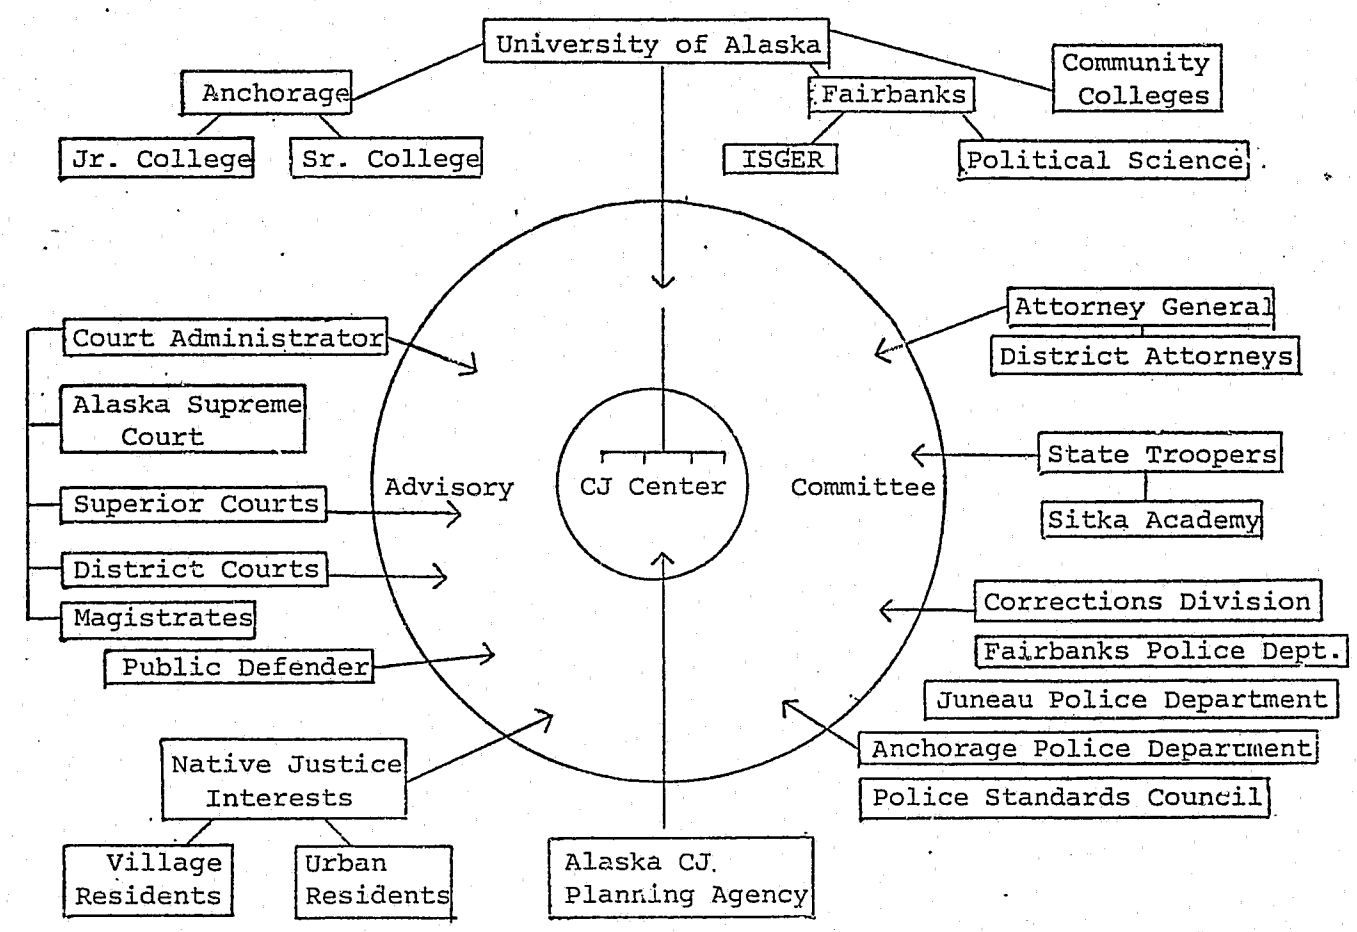 University of Alaska
Community
Colleges
Anchorage
Fairbanks
Jr. College
Sr. College
ISGER
Political Science
Attorney General
District Attorneys
Court Administrator
Alaska Supreme
Court
State Troopers
Sitka Academy
Advisory
CJ Center
Committee
Superior Courts
District Courts
Magistrates
Public Defender
Corrections Division
Fairbanks Police Dept.
Juneau Police Department
Anchorage Police Department
Police Standards Council
Native Justice
Interests
Village
Residents
Urban
Residents
Alaska CJ.
Planning Agency